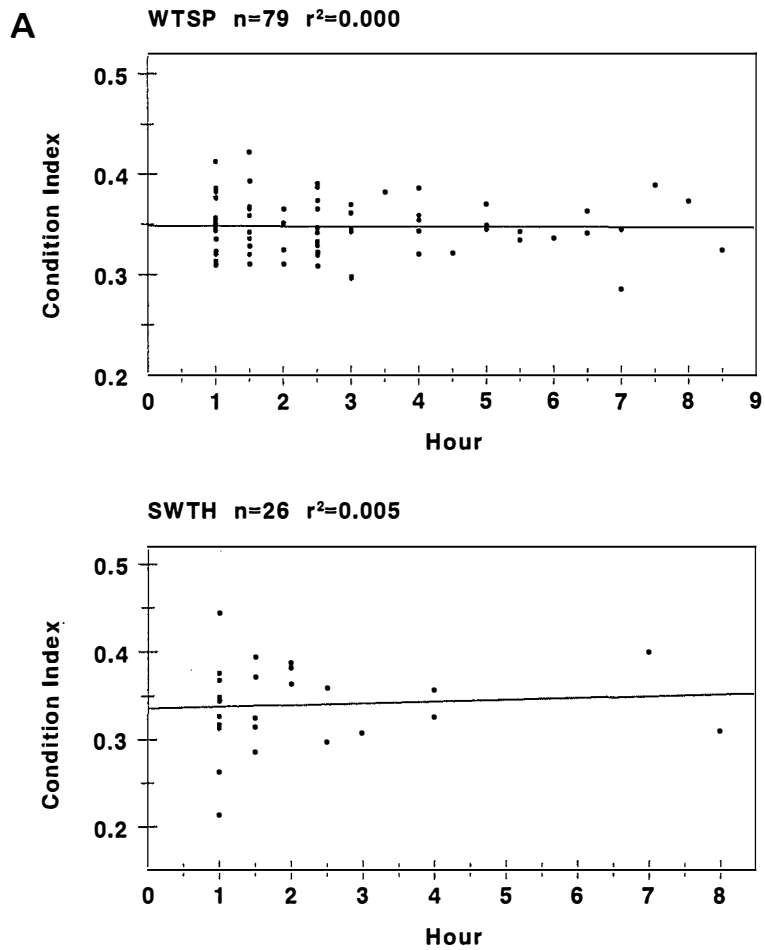 A
WTSP n=79 r²=0.000
0.5
0.4
0.3
0.2
Condition Index
0 1 2 3 4 5 6 7 8 9
Hour
SWTH n=26 r²=0.005
0.5
0.4
0.3
0.2
Condition Index
0 1 2 3 4 5 6 7 8
Hour